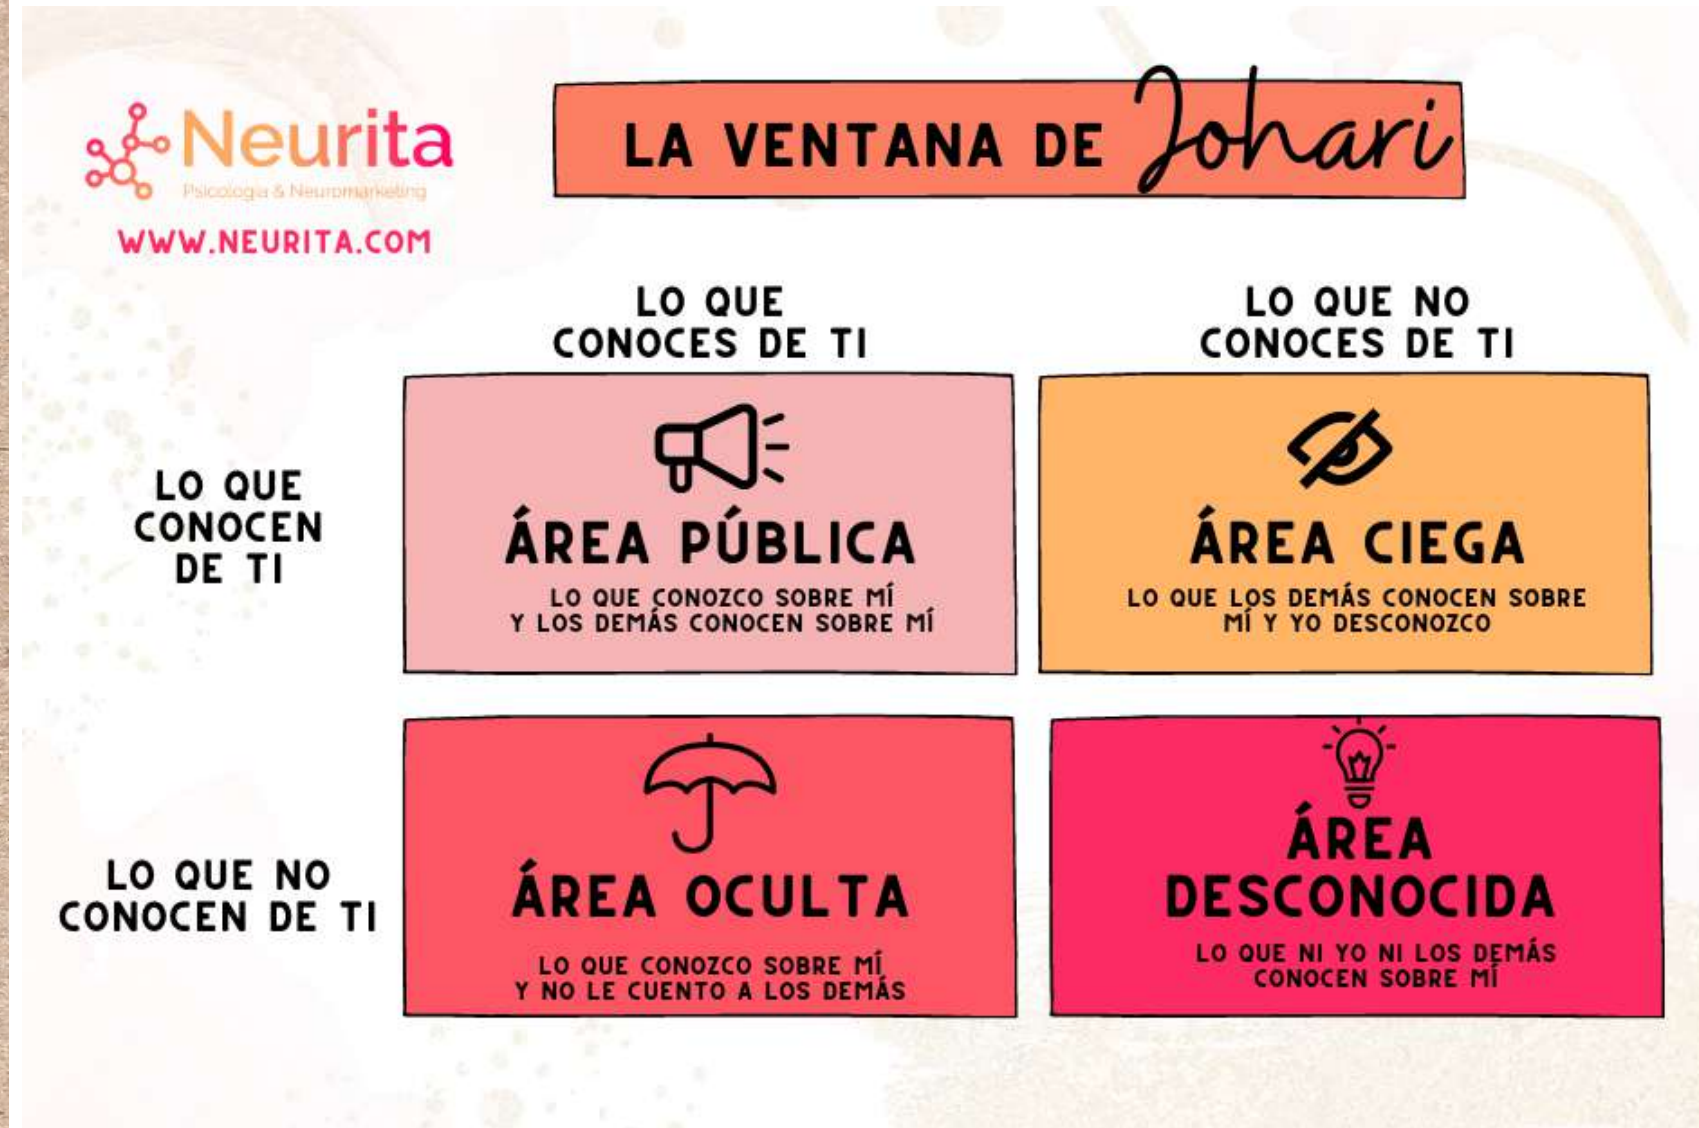 Neurita
Psicología & Neuromarketing
WWW.NEURITA.COM
LA VENTANA DE Johari
LO QUE
CONOCES DE TI
LO QUE NO
CONOCES DE TI
LO QUE
CONOCEN
DE TI
ÁREA PÚBLICA
LO QUE CONOZCO SOBRE MÍ
Y LOS DEMÁS CONOCEN SOBRE MÍ
ÁREA CIEGA
LO QUE LOS DEMÁS CONOCEN SOBRE
MÍ Y YO DESCONOZCO
LO QUE NO
CONOCEN DE TI
ÁREA OCULTA
LO QUE CONOZCO SOBRE MÍ
Y NO LE CUENTO A LOS DEMÁS
ÁREA
DESCONOCIDA
LO QUE NI YO NI LOS DEMÁS
CONOCEN SOBRE MÍ